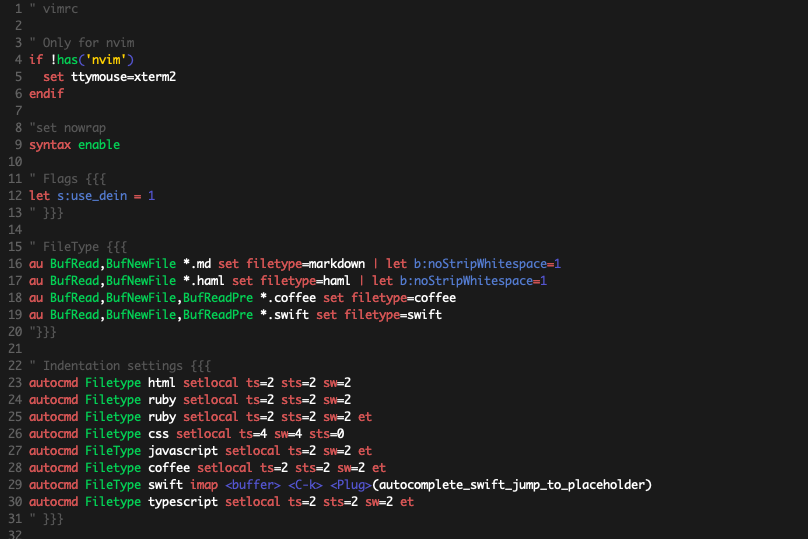 1 " vimrc
2
3 " Only for nvim
4 if !has('nvim')
5   set ttymouse=xterm2
6 endif
7
8 "set nowrap
9 syntax enable
10
11 " Flags {{{
12 let s:use_dein = 1
13 " }}}
14
15 " FileType {{{
16 au BufRead,BufNewFile *.md set filetype=markdown | let b:noStripWhitespace=1
17 au BufRead,BufNewFile *.haml set filetype=haml | let b:noStripWhitespace=1
18 au BufRead,BufNewFile,BufReadPre *.coffee set filetype=coffee
19 au BufRead,BufNewFile,BufReadPre *.swift set filetype=swift
20 "}}}
21
22 " Indentation settings {{{
23 autocmd Filetype html setlocal ts=2 sts=2 sw=2
24 autocmd Filetype ruby setlocal ts=2 sts=2 sw=2
25 autocmd Filetype ruby setlocal ts=2 sts=2 sw=2 et
26 autocmd Filetype css setlocal ts=4 sw=4 sts=0
27 autocmd FileType javascript setlocal ts=2 sw=2 et
28 autocmd Filetype coffee setlocal ts=2 sts=2 sw=2 et
29 autocmd FileType swift imap <buffer> <C-k> <Plug>(autocomplete_swift_jump_to_placeholder)
30 autocmd Filetype typescript setlocal ts=2 sts=2 sw=2 et
31 " }}}
32